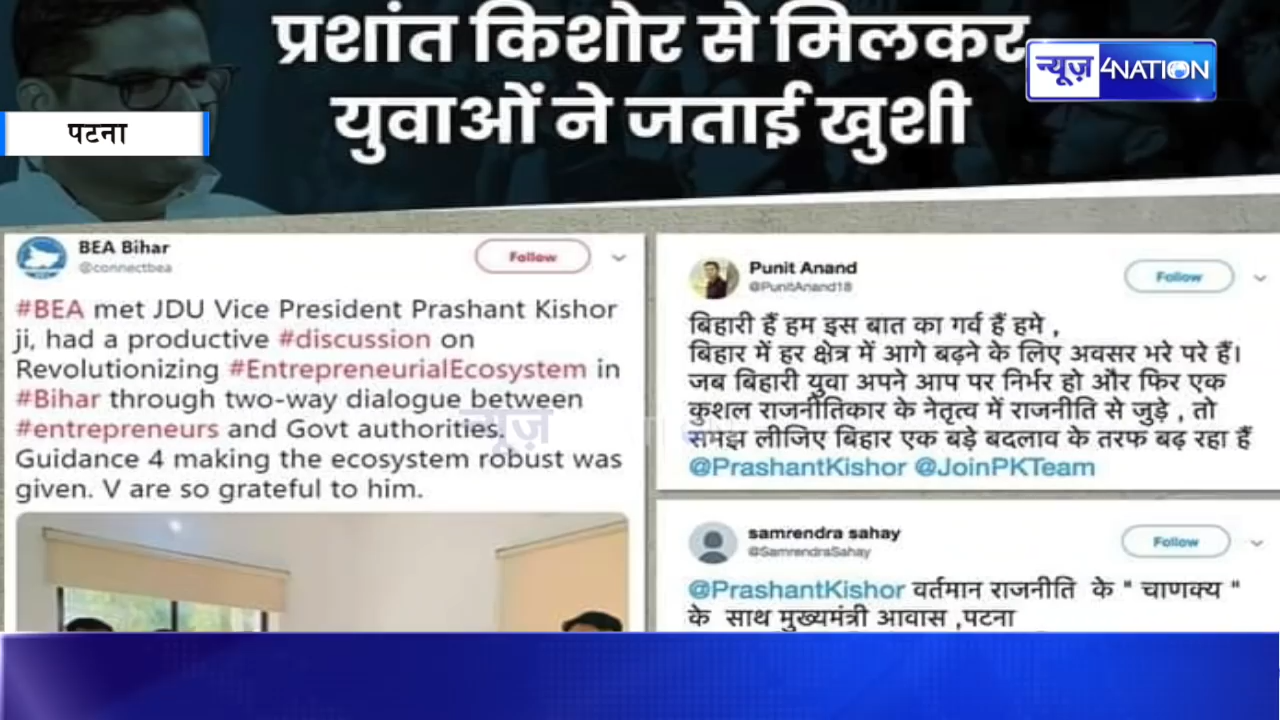 प्रशांत किशोर से मिलकर
युवाओं ने जताई खुशी
न्यूज़ 4NATION
पटना
BEA Bihar
@connectbea
Follow
#BEA met JDU Vice President Prashant Kishor
ji, had a productive #discussion on
Revolutionizing #EntrepreneurialEcosystem in
#Bihar through two-way dialogue between
#entrepreneurs and Govt authorities.
Guidance 4 making the ecosystem robust was
given. V are so grateful to him.
Punit Anand
@PunitAnand18
Follow
बिहारी हैं हम इस बात का गर्व हैं हमे ,
बिहार में हर क्षेत्र में आगे बढ़ने के लिए अवसर भरे परे हैं।
जब बिहारी युवा अपने आप पर निर्भर हो और फिर एक
कुशल राजनीतिकार के नेतृत्व में राजनीति से जुड़े , तो
समझ लीजिए बिहार एक बड़े बदलाव के तरफ बढ़ रहा हैं
@PrashantKishor @JoinPKTeam
samrendra sahay
@SamrendraSahay
Follow
@PrashantKishor वर्तमान राजनीति के " चाणक्य "
के साथ मुख्यमंत्री आवास ,पटना